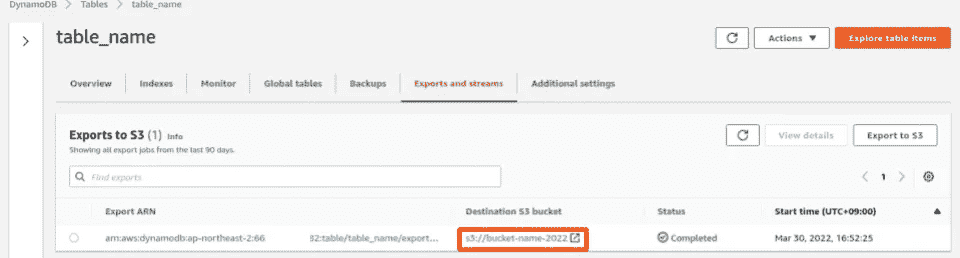 DynamoDB > Tables > table_name
table_name
Actions ▼ Explore table items
Overview Indexes Monitor Global tables Backups Exports and streams Additional settings
Exports to S3 (1) Info
View details Export to S3
Showing all export jobs from the last 90 days.
Find exports
1
Export ARN Destination S3 bucket Status Start time (UTC+09:00)
arn:aws:dynamodb:ap-northeast-2:66 82:table/table_name/export... s3://bucket-name-2022 Completed Mar 30, 2022, 16:52:25